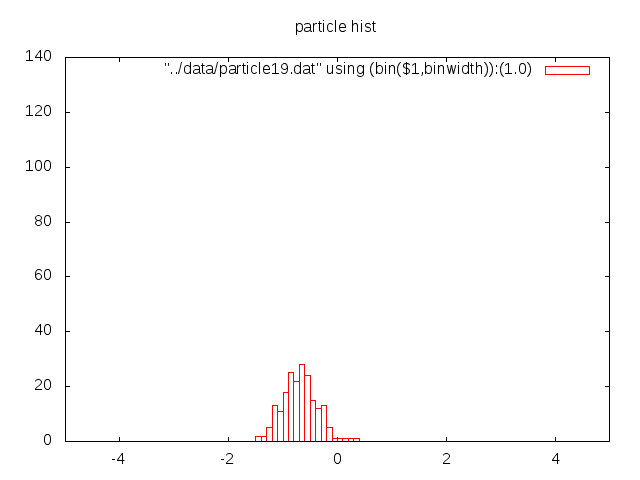 particle hist
"../data/particle19.dat" using (bin($1,binwidth)):(1.0)
140
120
100
80
60
40
20
0
-4 -2 0 2 4